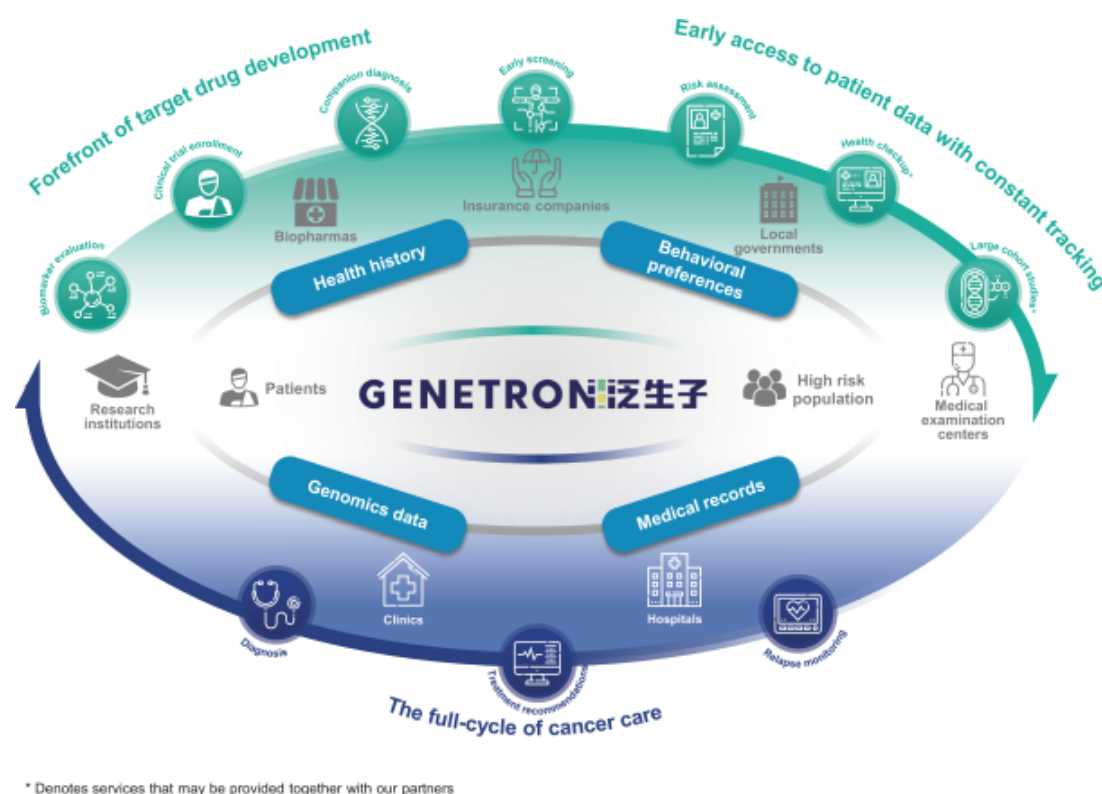 Forefront of target drug development
Early access to patient data with constant tracking
Biomarker evaluation
Clinical trial enrollment
Companion diagnosis
Early screening
Risk assessment
Health checkup*
Large cohort studies*
Biopharmas
Insurance companies
Local
governments
Health history
Behavioral
preferences
Research
institutions
Patients
GENETRON泛生子
High risk
population
Medical
examination
centers
Genomics data
Medical records
Clinics
Hospitals
Diagnosis
Treatment recommendations
Relapse monitoring
The full-cycle of cancer care
* Denotes services that may be provided together with our partners